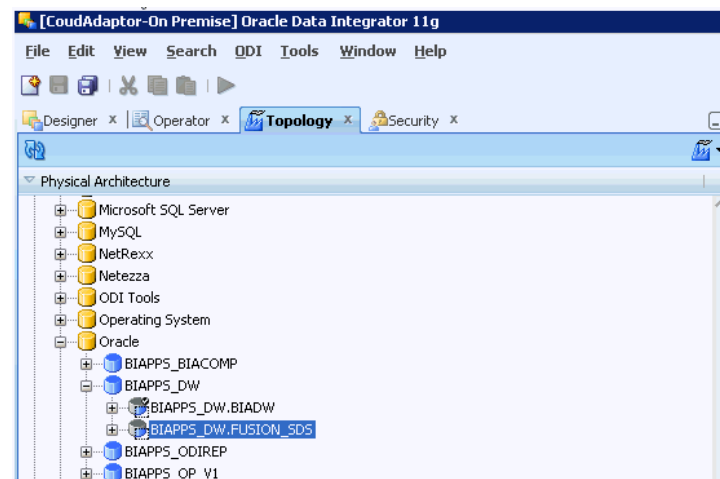 [CoudAdaptor-On Premise] Oracle Data Integrator 11g
File Edit View Search ODI Tools Window Help
Designer x Operator x Topology x Security x
Physical Architecture
Microsoft SQL Server
MySQL
NetRexx
Netezza
ODI Tools
Operating System
Oracle
BIAPPS_BIACOMP
BIAPPS_DW
BIAPPS_DW.BIADW
BIAPPS_DW.FUSION_SDS
BIAPPS_ODIREP
BIAPPS_OP_V1